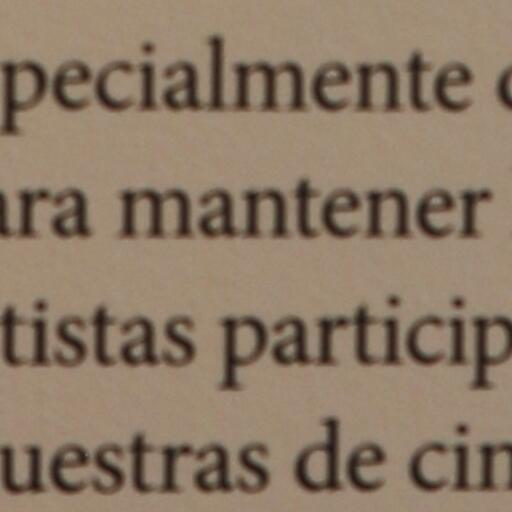 pecialmente
ara mantener
tistas particip
uestras de cin